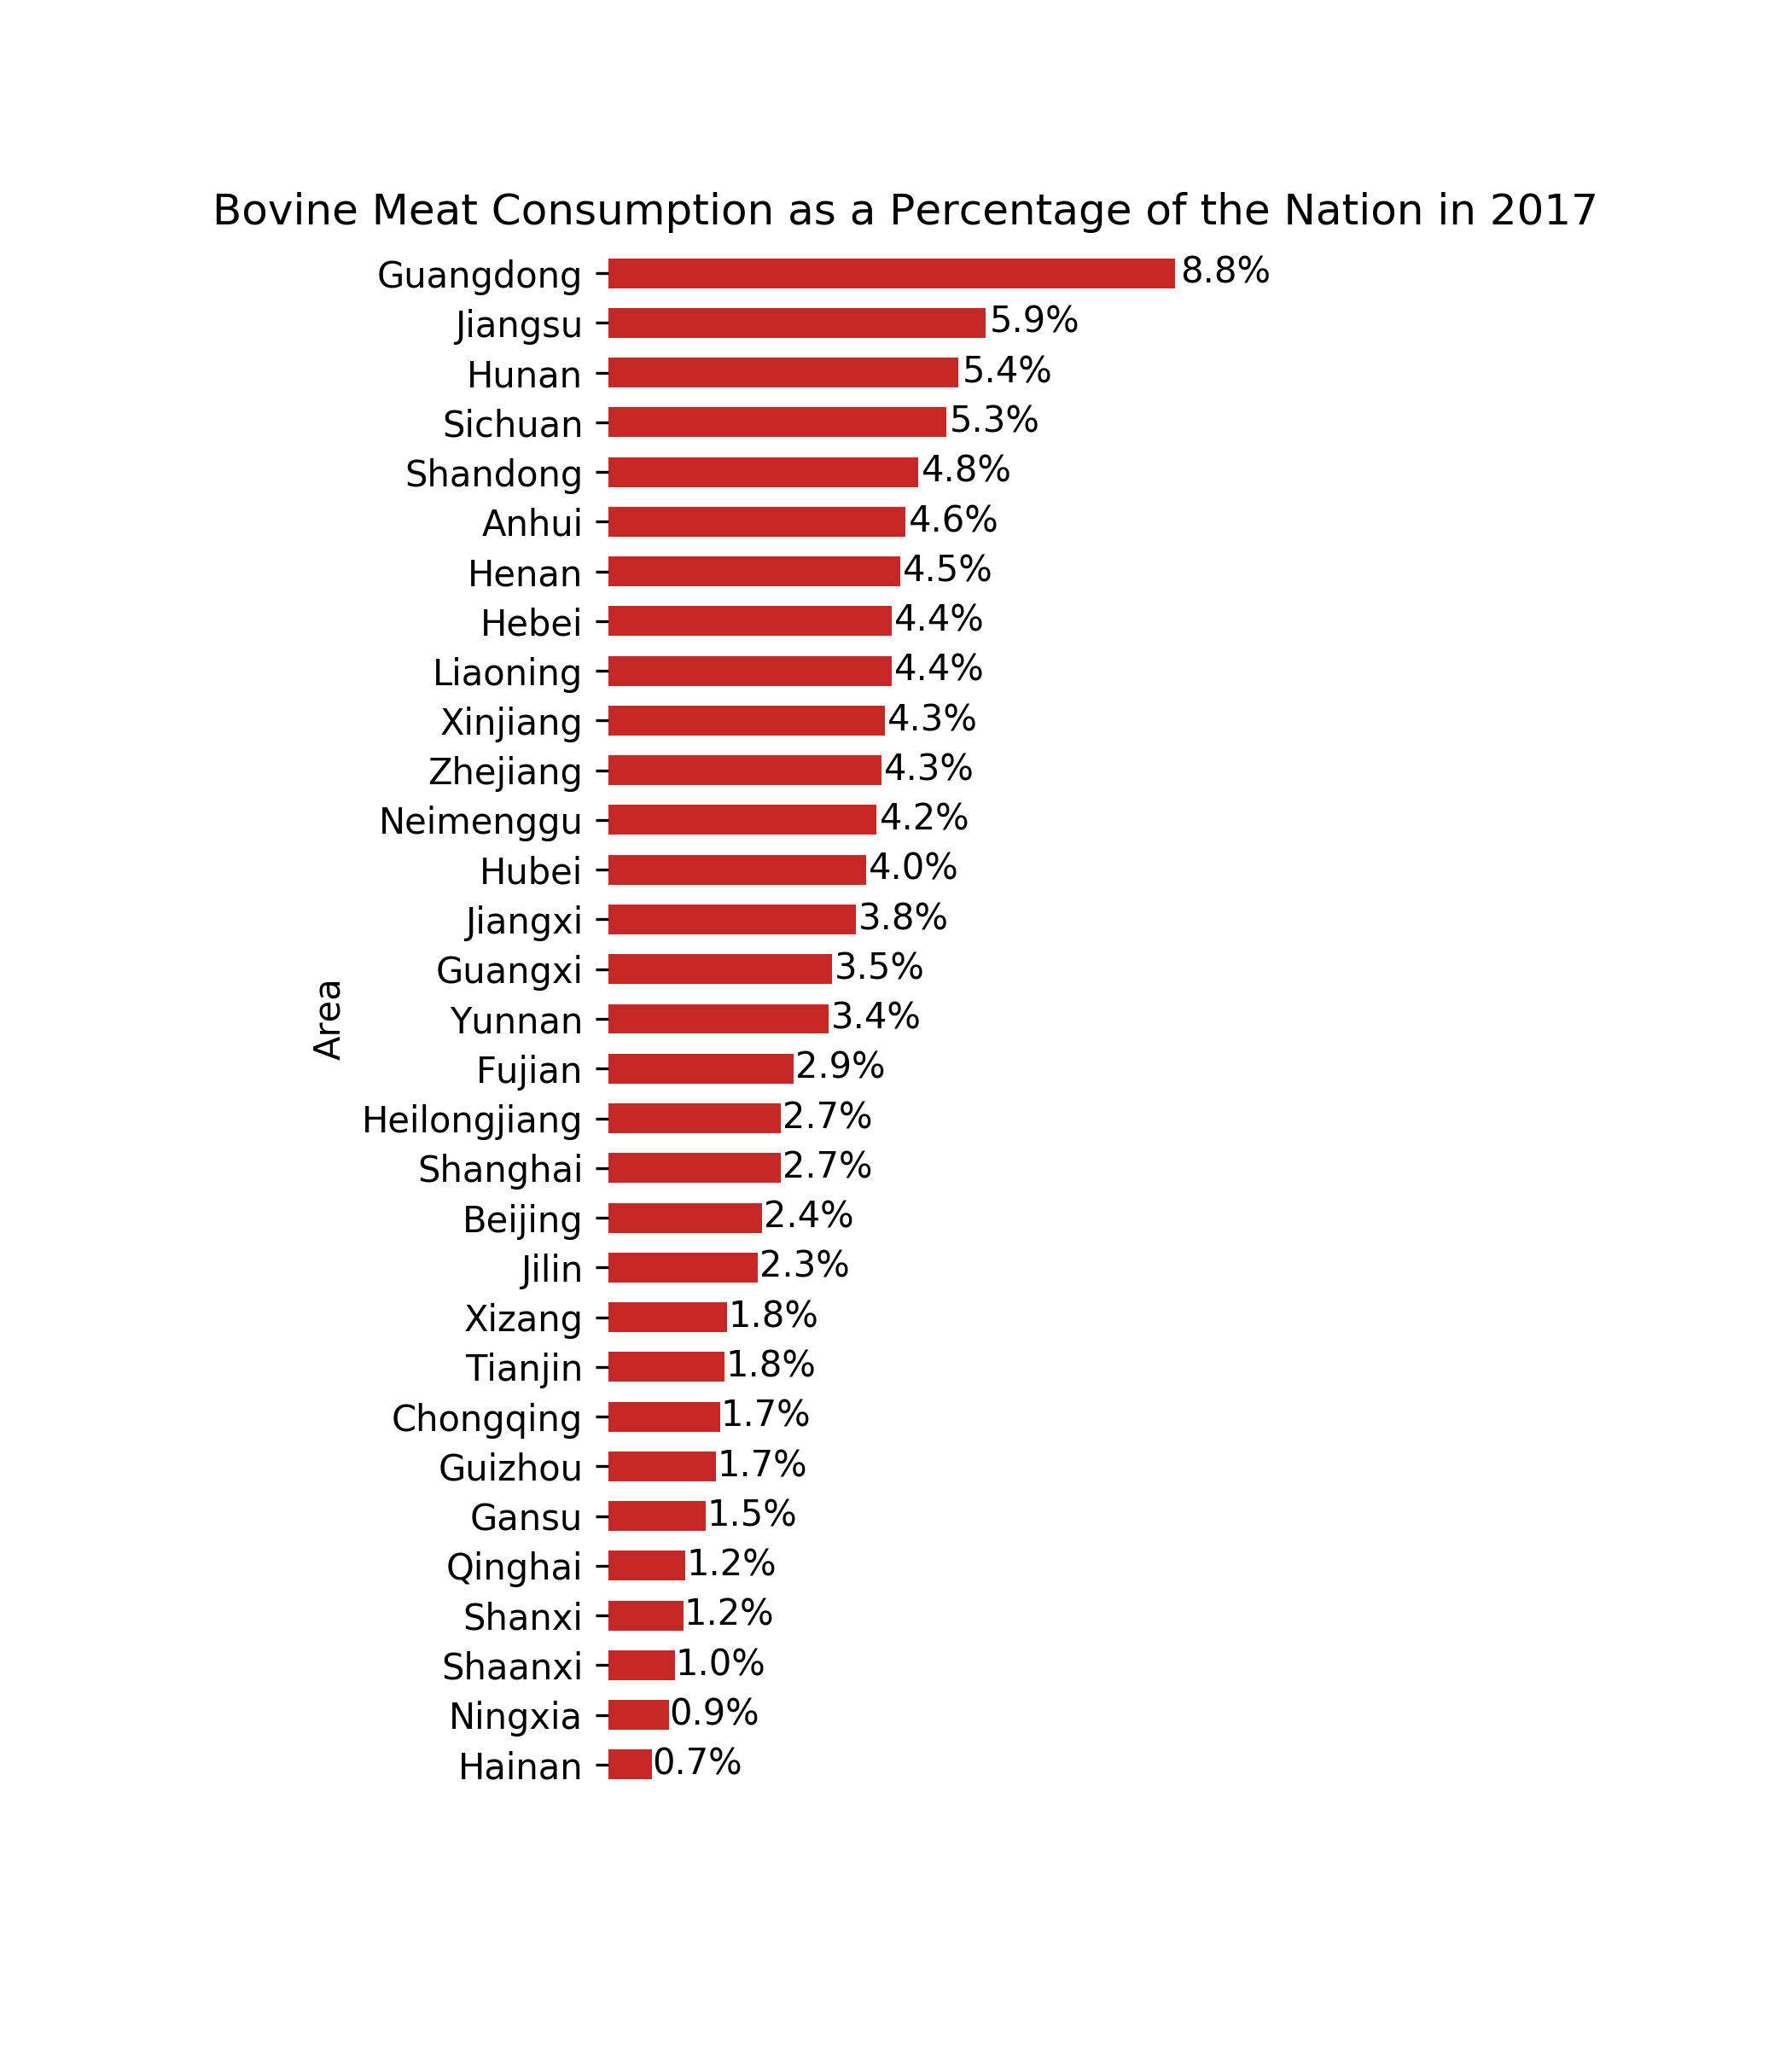 Bovine Meat Consumption as a Percentage of the Nation in 2017
Area
Guangdong 8.8%
Jiangsu 5.9%
Hunan 5.4%
Sichuan 5.3%
Shandong 4.8%
Anhui 4.6%
Henan 4.5%
Hebei 4.4%
Liaoning 4.4%
Xinjiang 4.3%
Zhejiang 4.3%
Neimenggu 4.2%
Hubei 4.0%
Jiangxi 3.8%
Guangxi 3.5%
Yunnan 3.4%
Fujian 2.9%
Heilongjiang 2.7%
Shanghai 2.7%
Beijing 2.4%
Jilin 2.3%
Xizang 1.8%
Tianjin 1.8%
Chongqing 1.7%
Guizhou 1.7%
Gansu 1.5%
Qinghai 1.2%
Shanxi 1.2%
Shaanxi 1.0%
Ningxia 0.9%
Hainan 0.7%